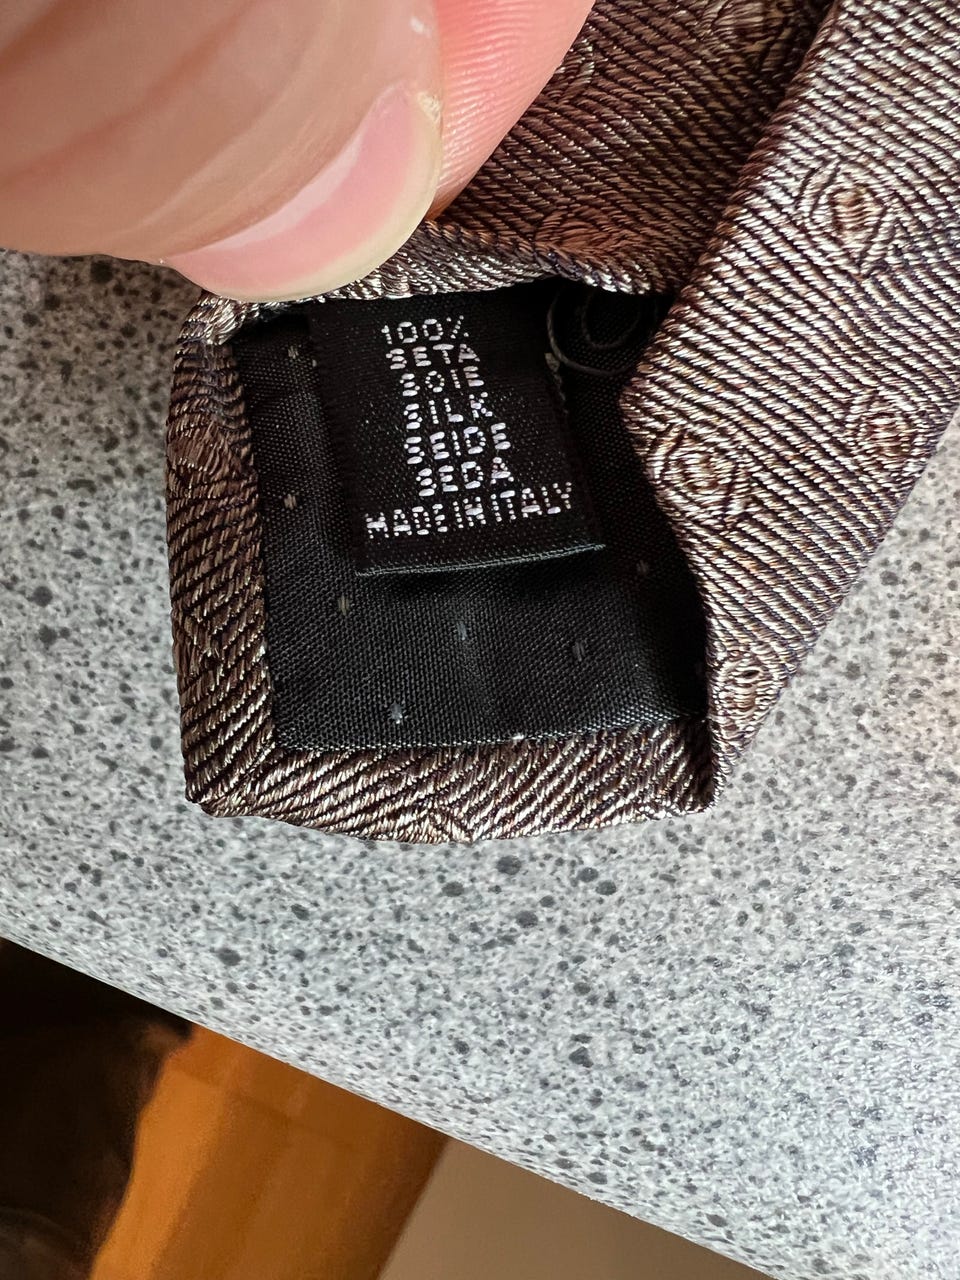 100%
SETA
SOIE
SILK
SEIDE
SEDA
MADE IN ITALY